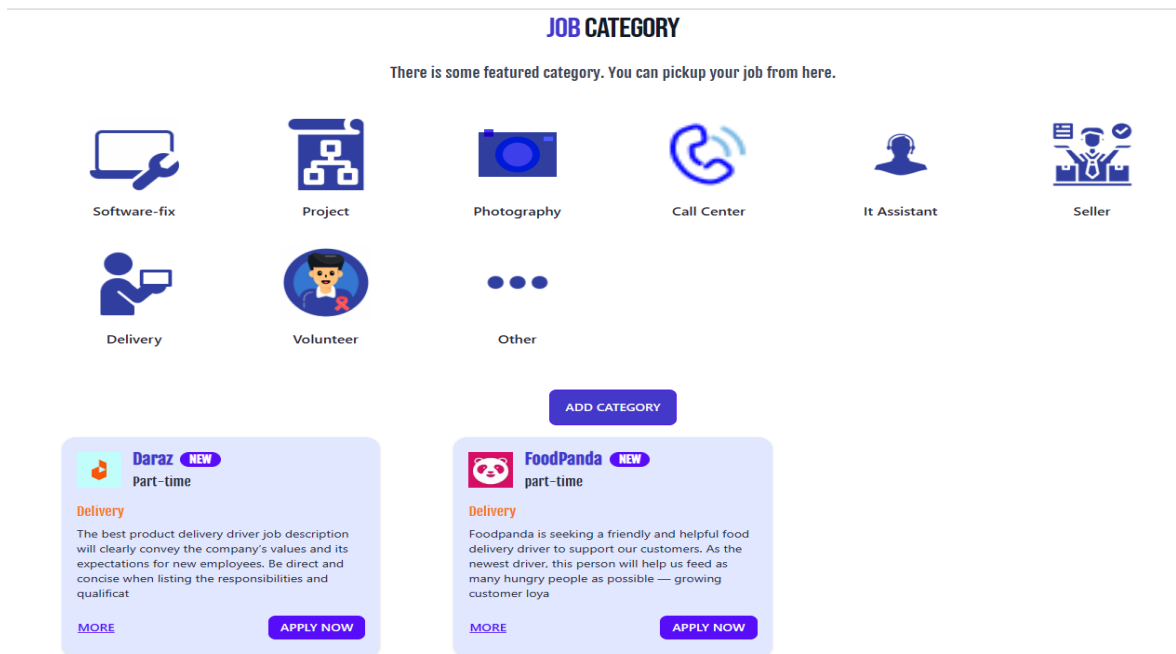 JOB CATEGORY
There is some featured category. You can pickup your job from here.
Software-fix
Project
Photography
Call Center
It Assistant
Seller
Delivery
Volunteer
Other
ADD CATEGORY
Daraz NEW
Part-time
Delivery
The best product delivery driver job description
will clearly convey the company's values and its
expectations for new employees. Be direct and
concise when listing the responsibilities and
qualificat
MORE
APPLY NOW
FoodPanda NEW
part-time
Delivery
Foodpanda is seeking a friendly and helpful food
delivery driver to support our customers. As the
newest driver, this person will help us feed as
many hungry people as possible — growing
customer loya
MORE
APPLY NOW